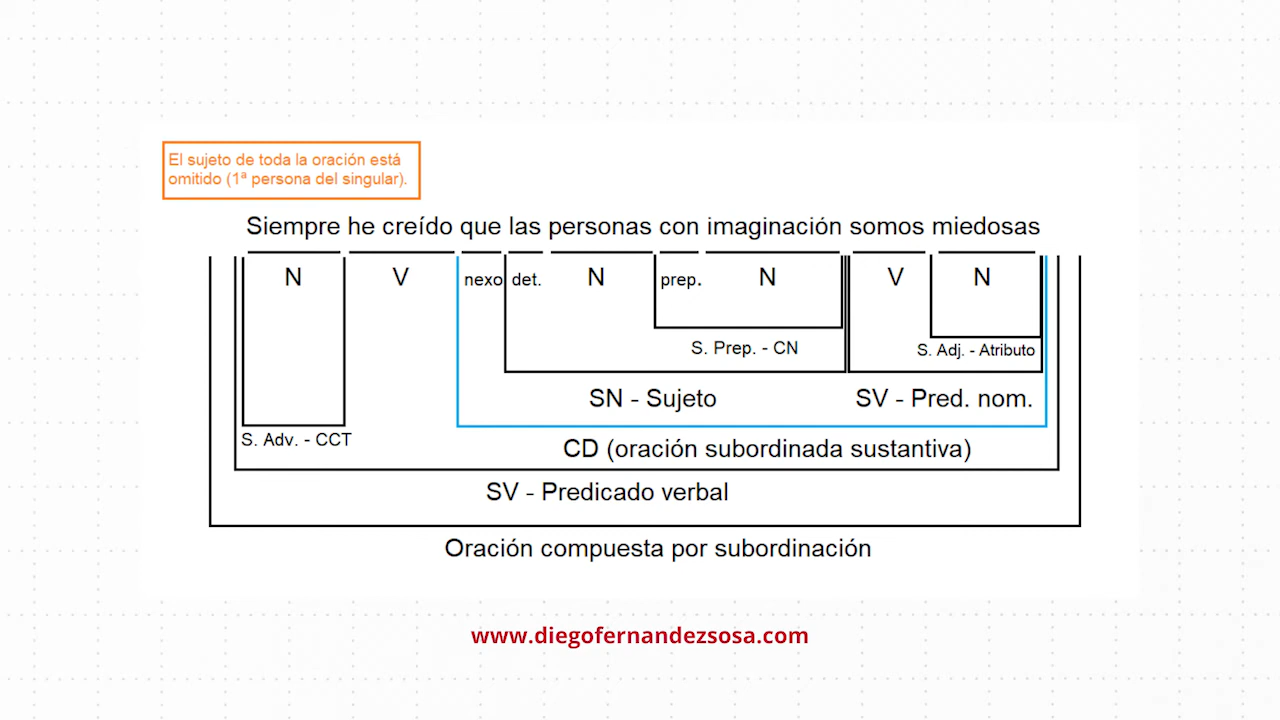 El sujeto de toda la oración está
omitido (1ª persona del singular).
Siempre he creído que las personas con imaginación somos miedosas
N V nexo det. N prep. N V N
S. Prep. - CN S. Adj. - Atributo
SN - Sujeto SV - Pred. nom.
S. Adv. - CCT CD (oración subordinada sustantiva)
SV - Predicado verbal
Oración compuesta por subordinación
www.diegofernandezsosa.com